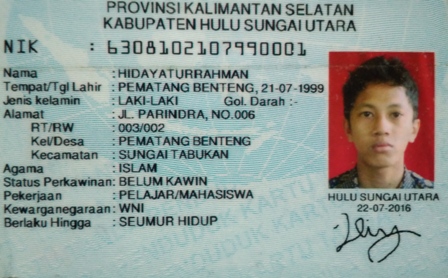 PROVINSI KALIMANTAN SELATAN
KABUPATEN HULU SUNGAI UTARA
NIK : 6308102107990001
Nama : HIDAYATURRAHMAN
Tempat/Tgl Lahir : PEMATANG BENTENG, 21-07-1999
Jenis kelamin : LAKI-LAKI Gol. Darah :-
Alamat : JL. PARINDRA, NO.006
RT/RW : 003/002
Kel/Desa : PEMATANG BENTENG
Kecamatan : SUNGAI TABUKAN
Agama : ISLAM
Status Perkawinan: BELUM KAWIN
Pekerjaan : PELAJAR/MAHASISWA
Kewarganegaraan: WNI
Berlaku Hingga : SEUMUR HIDUP
HULU SUNGAI UTARA
22-07-2016